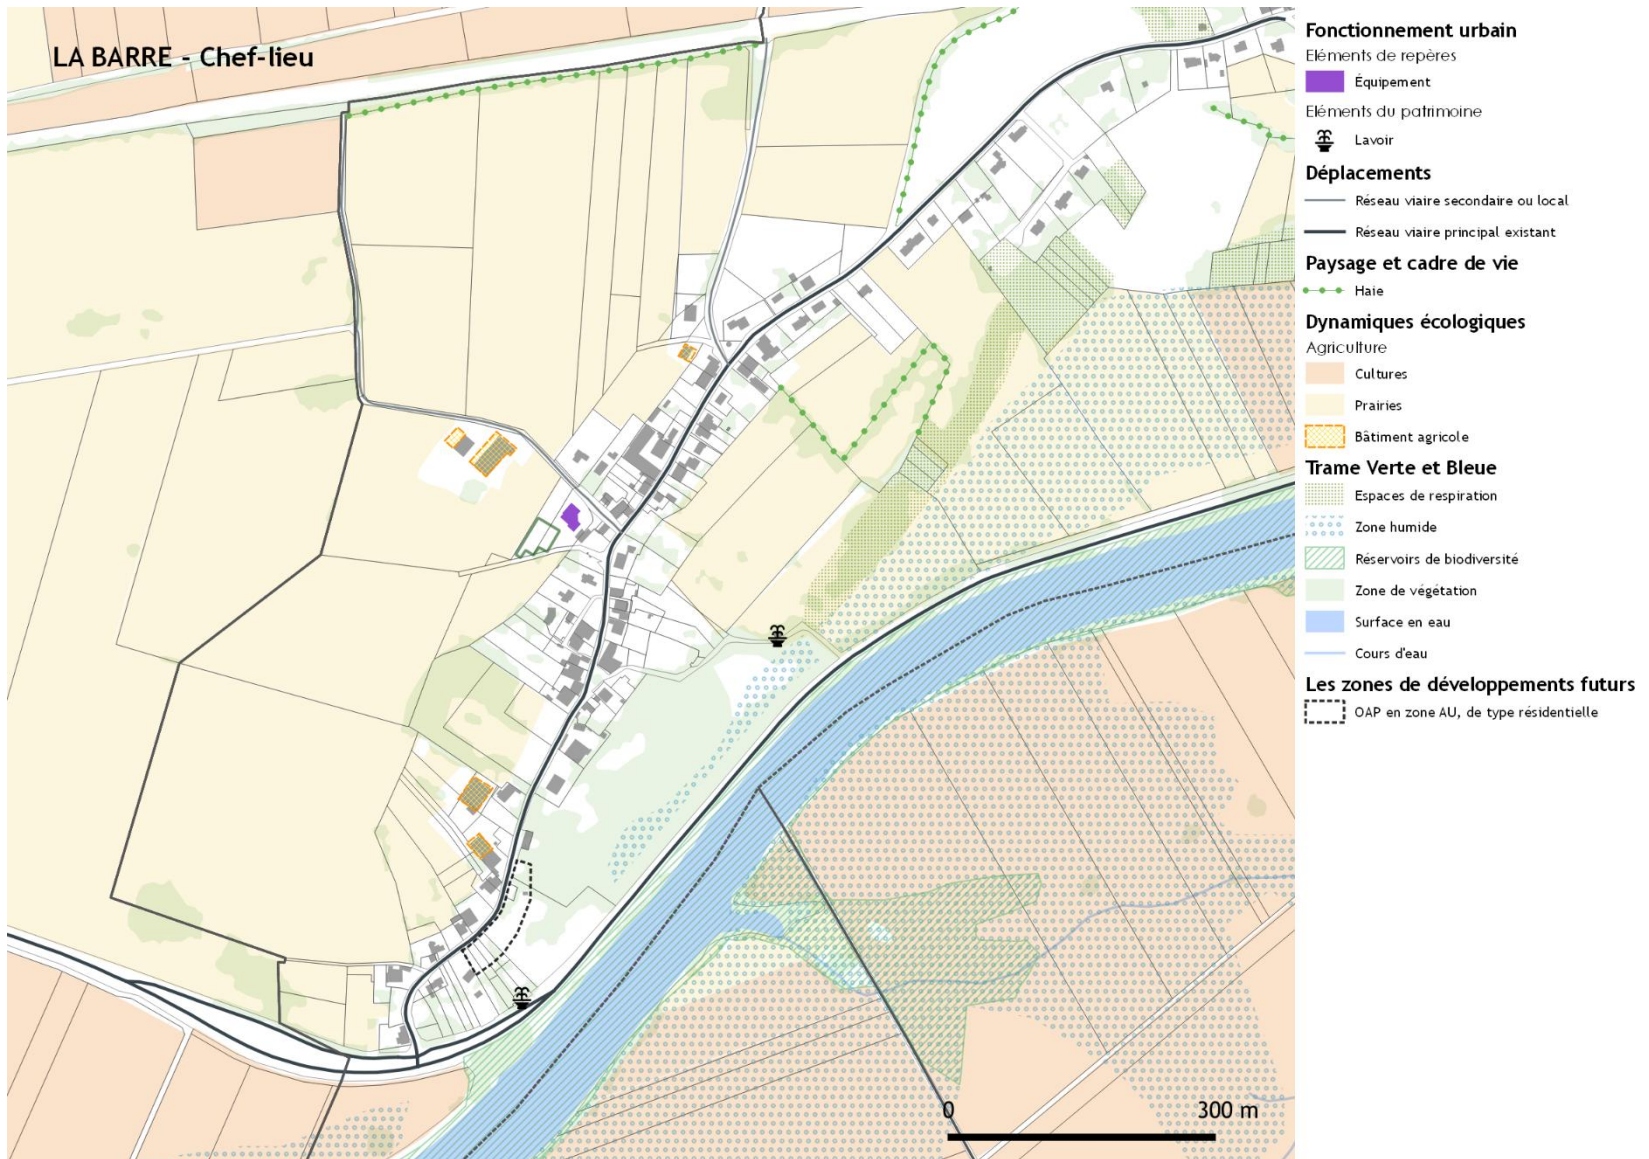 LA BARRE - Chef-lieu
Fonctionnement urbain
Eléments de repères
Équipement
Eléments du patrimoine
Lavoir
Déplacements
Réseau viaire secondaire ou local
Réseau viaire principal existant
Paysage et cadre de vie
Haie
Dynamiques écologiques
Agriculture
Cultures
Prairies
Bâtiment agricole
Trame Verte et Bleue
Espaces de respiration
Zone humide
Réservoirs de biodiversité
Zone de végétation
Surface en eau
Cours d'eau
Les zones de développements futurs
OAP en zone AU, de type résidentielle
0 300 m